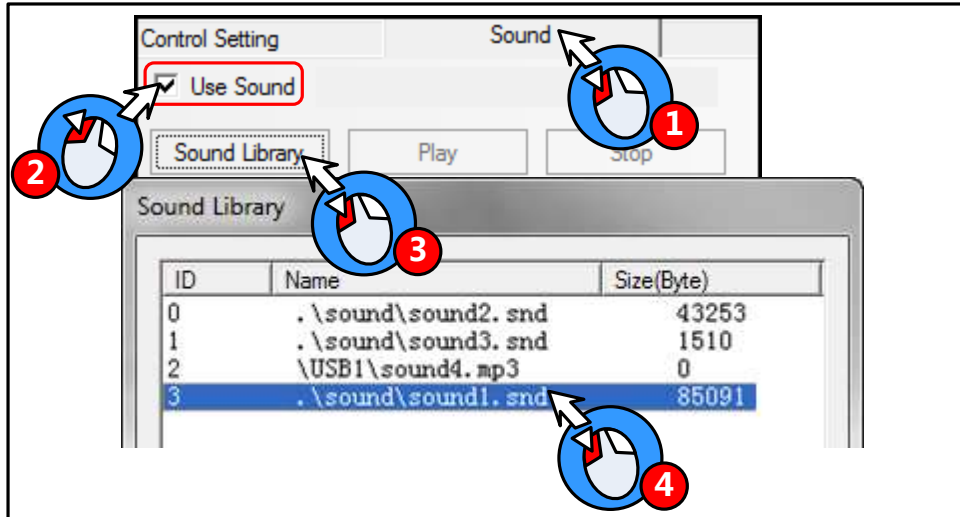 Control Setting Sound
Use Sound
1
2
Sound Library Play Stop
Sound Library
3
ID Name Size(Byte)
0 .\sound\sound2.snd 43253
1 .\sound\sound3.snd 1510
2 \USB1\sound4.mp3 0
3 .\sound\sound1.snd 85091
4